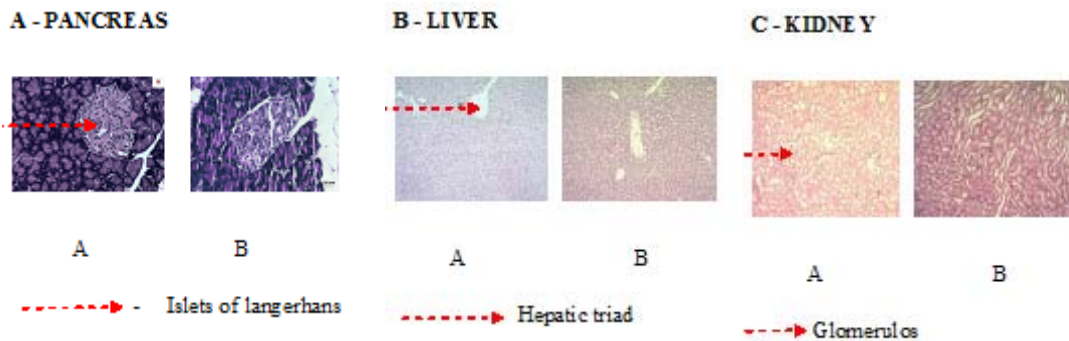 A - PANCREAS
B - LIVER
C - KIDNEY
A
B
A
B
A
B
- Islets of langerhans
Hepatic triad
Glomerulos